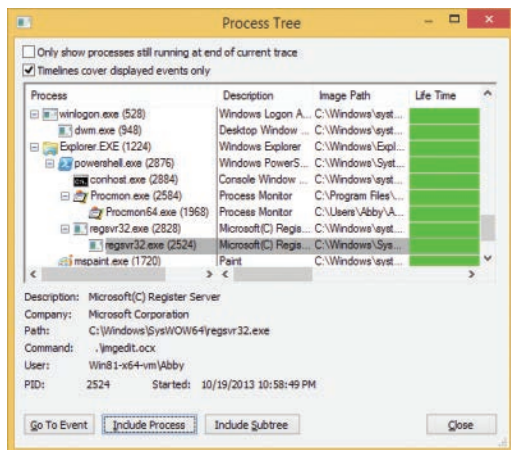 Process Tree
Only show processes still running at end of current trace
Timelines cover displayed events only
Process Description Image Path Life Time
winlogon.exe (528) Windows Logon A... C:\Windows\syst...
dwm.exe (948) Desktop Window ... C:\Windows\syst...
Explorer.EXE (1224) Windows Explorer C:\Windows\Expl...
powershell.exe (2876) Windows PowerS... C:\Windows\Syst...
conhost.exe (2884) Console Window ... C:\Windows\syst...
Procmon.exe (2584) Process Monitor C:\Program Files\...
Procmon64.exe (1968) Process Monitor C:\Users\Abby\A...
regsvr32.exe (2828) Microsoft(C) Regis... C:\Windows\syst...
regsvr32.exe (2524) Microsoft(C) Regis... C:\Windows\Sys...
mspaint.exe (1720) Paint C:\Windows\syst...
Description: Microsoft(C) Register Server
Company: Microsoft Corporation
Path: C:\Windows\SysWOW64\regsvr32.exe
Command: .\imgedit.ocx
User: Win81-x64-vm\Abby
PID: 2524 Started: 10/19/2013 10:58:49 PM
Go To Event Include Process Include Subtree Close